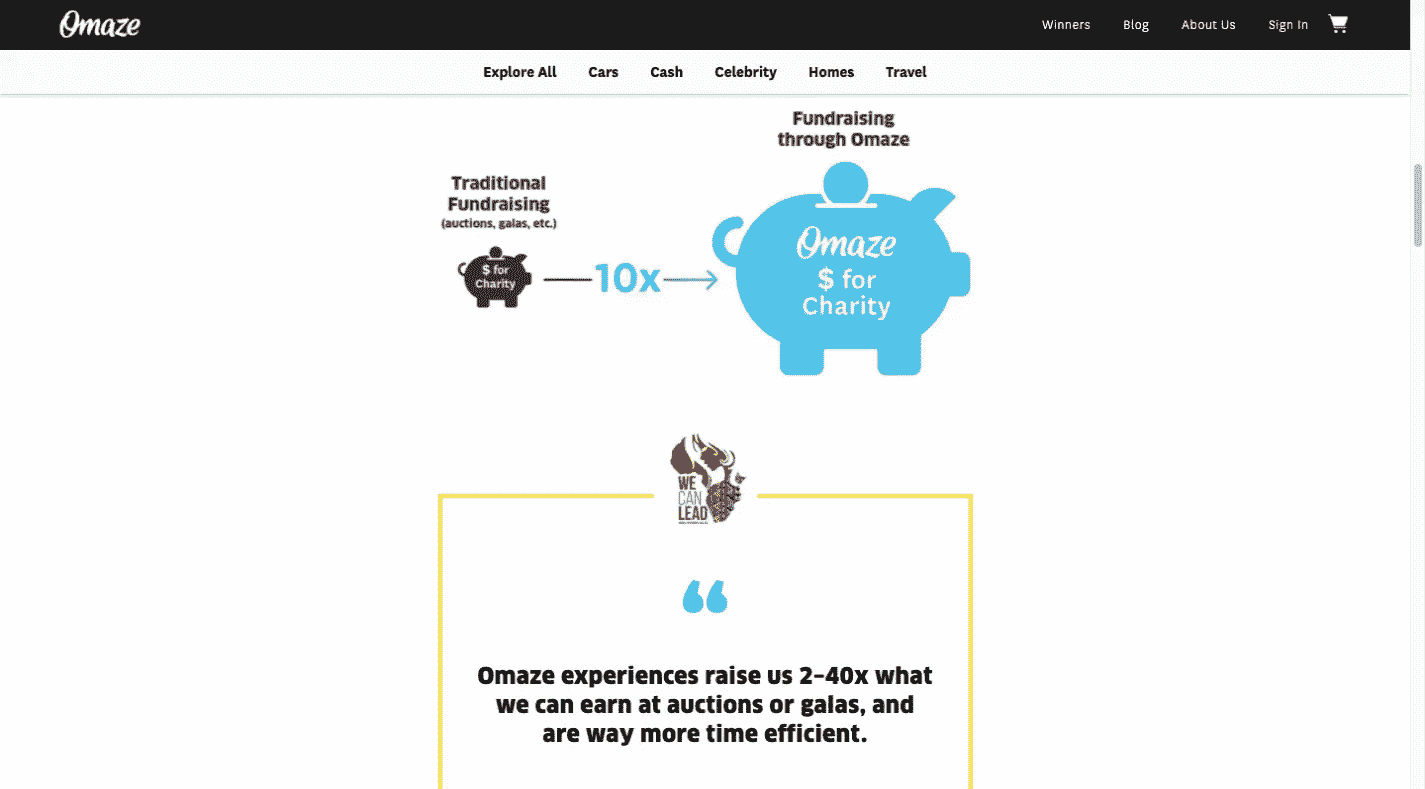 Omaze
Winners Blog About Us Sign In
Explore All Cars Cash Celebrity Homes Travel
Fundraising
through Omaze
Traditional
Fundraising
(auctions, galas, etc.)
$ for
Charity
10x
Omaze
$ for
Charity
WE
CAN
LEAD
“
Omaze experiences raise us 2–40x what
we can earn at auctions or galas, and
are way more time efficient.